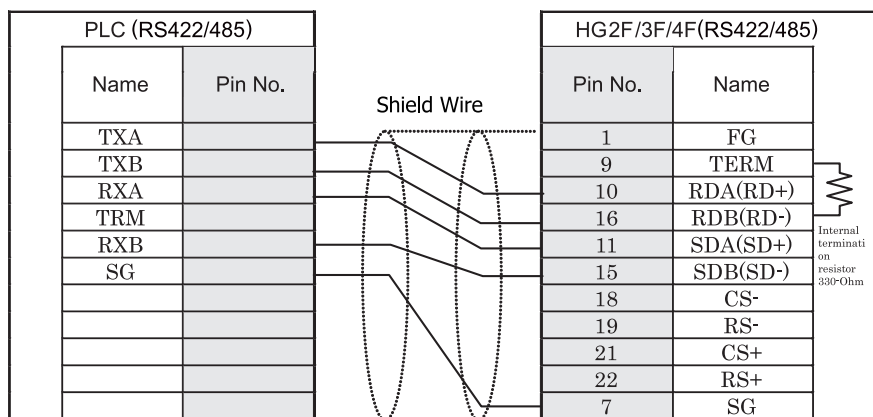 PLC (RS422/485)
HG2F/3F/4F(RS422/485)
Name Pin No.
Pin No. Name
Shield Wire
TXA
TXB
RXA
TRM
RXB
SG
1 FG
9 TERM
10 RDA(RD+)
16 RDB(RD-)
11 SDA(SD+)
15 SDB(SD-)
18 CS-
19 RS-
21 CS+
22 RS+
7 SG
Internal
terminati
on
resistor
330-Ohm